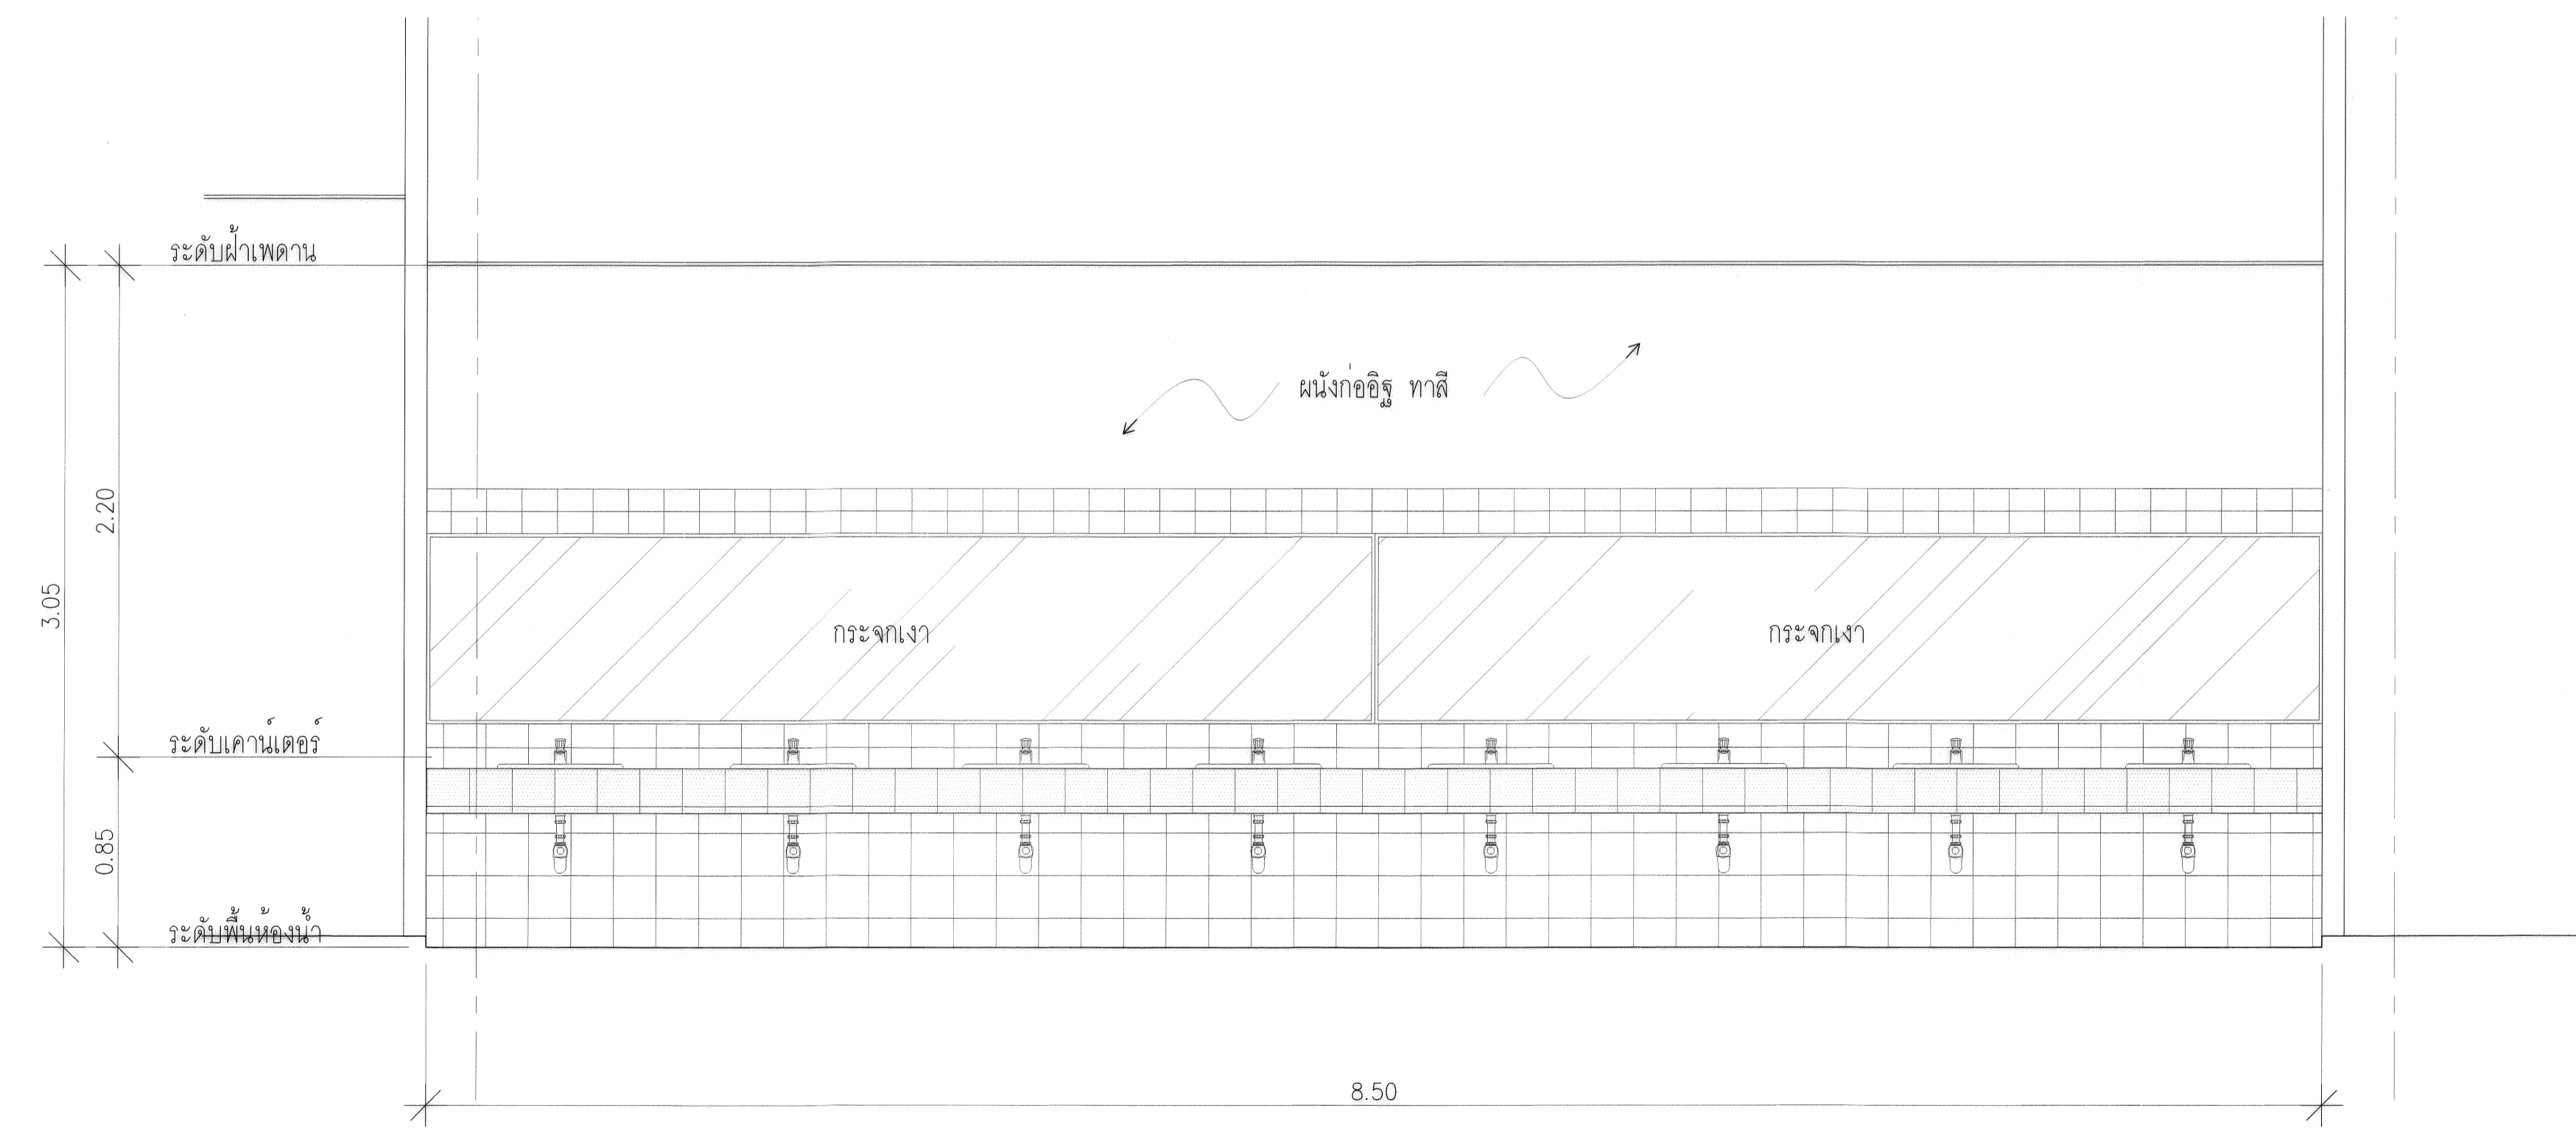 ระดับฝ้าเพดาน
ผนังก่ออิฐ ทาสี
2.20
3.05
กระจกเงา
กระจกเงา
ระดับเคาน์เตอร์
0.85
ระดับพื้นห้องน้ำ
8.50